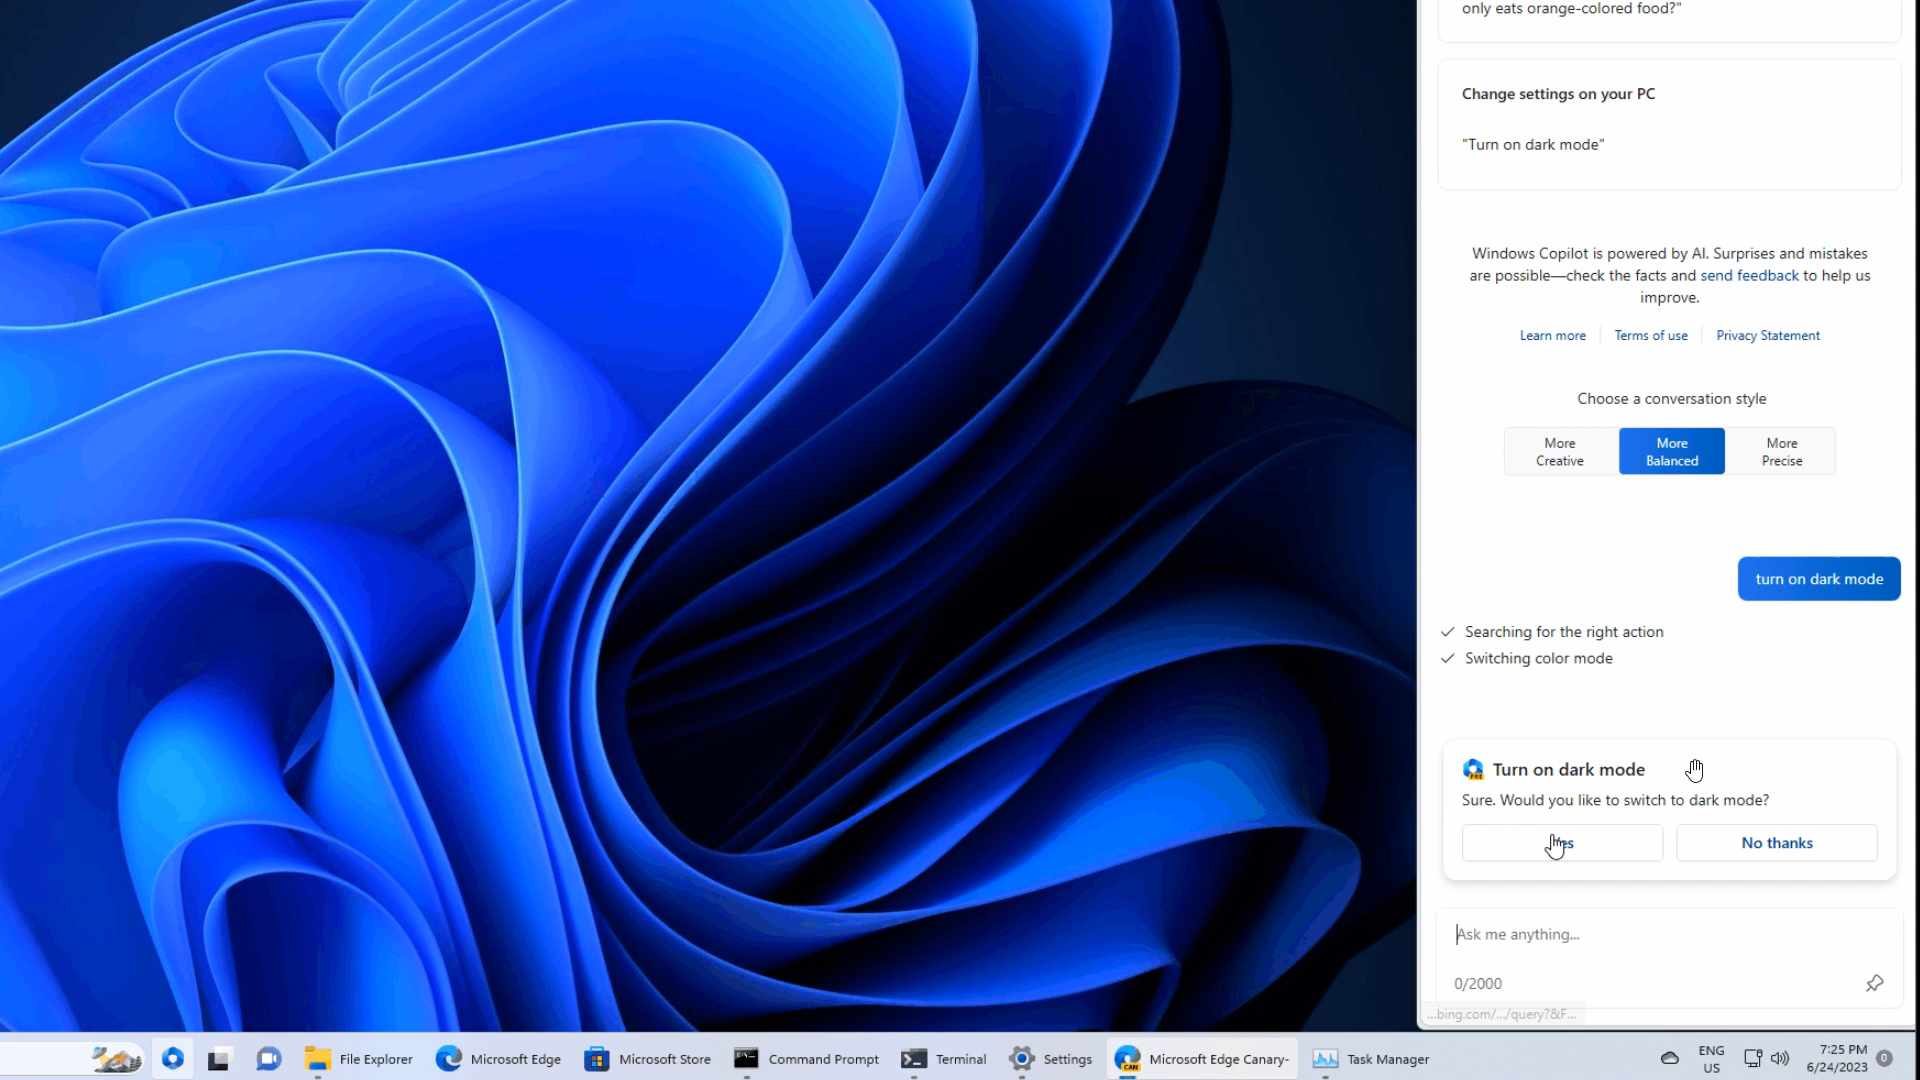 only eats orange-colored food?"
Change settings on your PC
"Turn on dark mode"
Windows Copilot is powered by AI. Surprises and mistakes
are possible—check the facts and send feedback to help us
improve.
Learn more
Terms of use
Privacy Statement
Choose a conversation style
More
Creative
More
Balanced
More
Precise
turn on dark mode
Searching for the right action
Switching color mode
PRE
Turn on dark mode
Sure. Would you like to switch to dark mode?
No thanks
Ask me anything...
0/2000
...bing.com/.../query?&F...
File Explorer
Microsoft Edge
Microsoft Store
Command Prompt
Terminal
Settings
CAN
Microsoft Edge Canary-
Task Manager
ENG
US
7:25 PM
6/24/2023
0